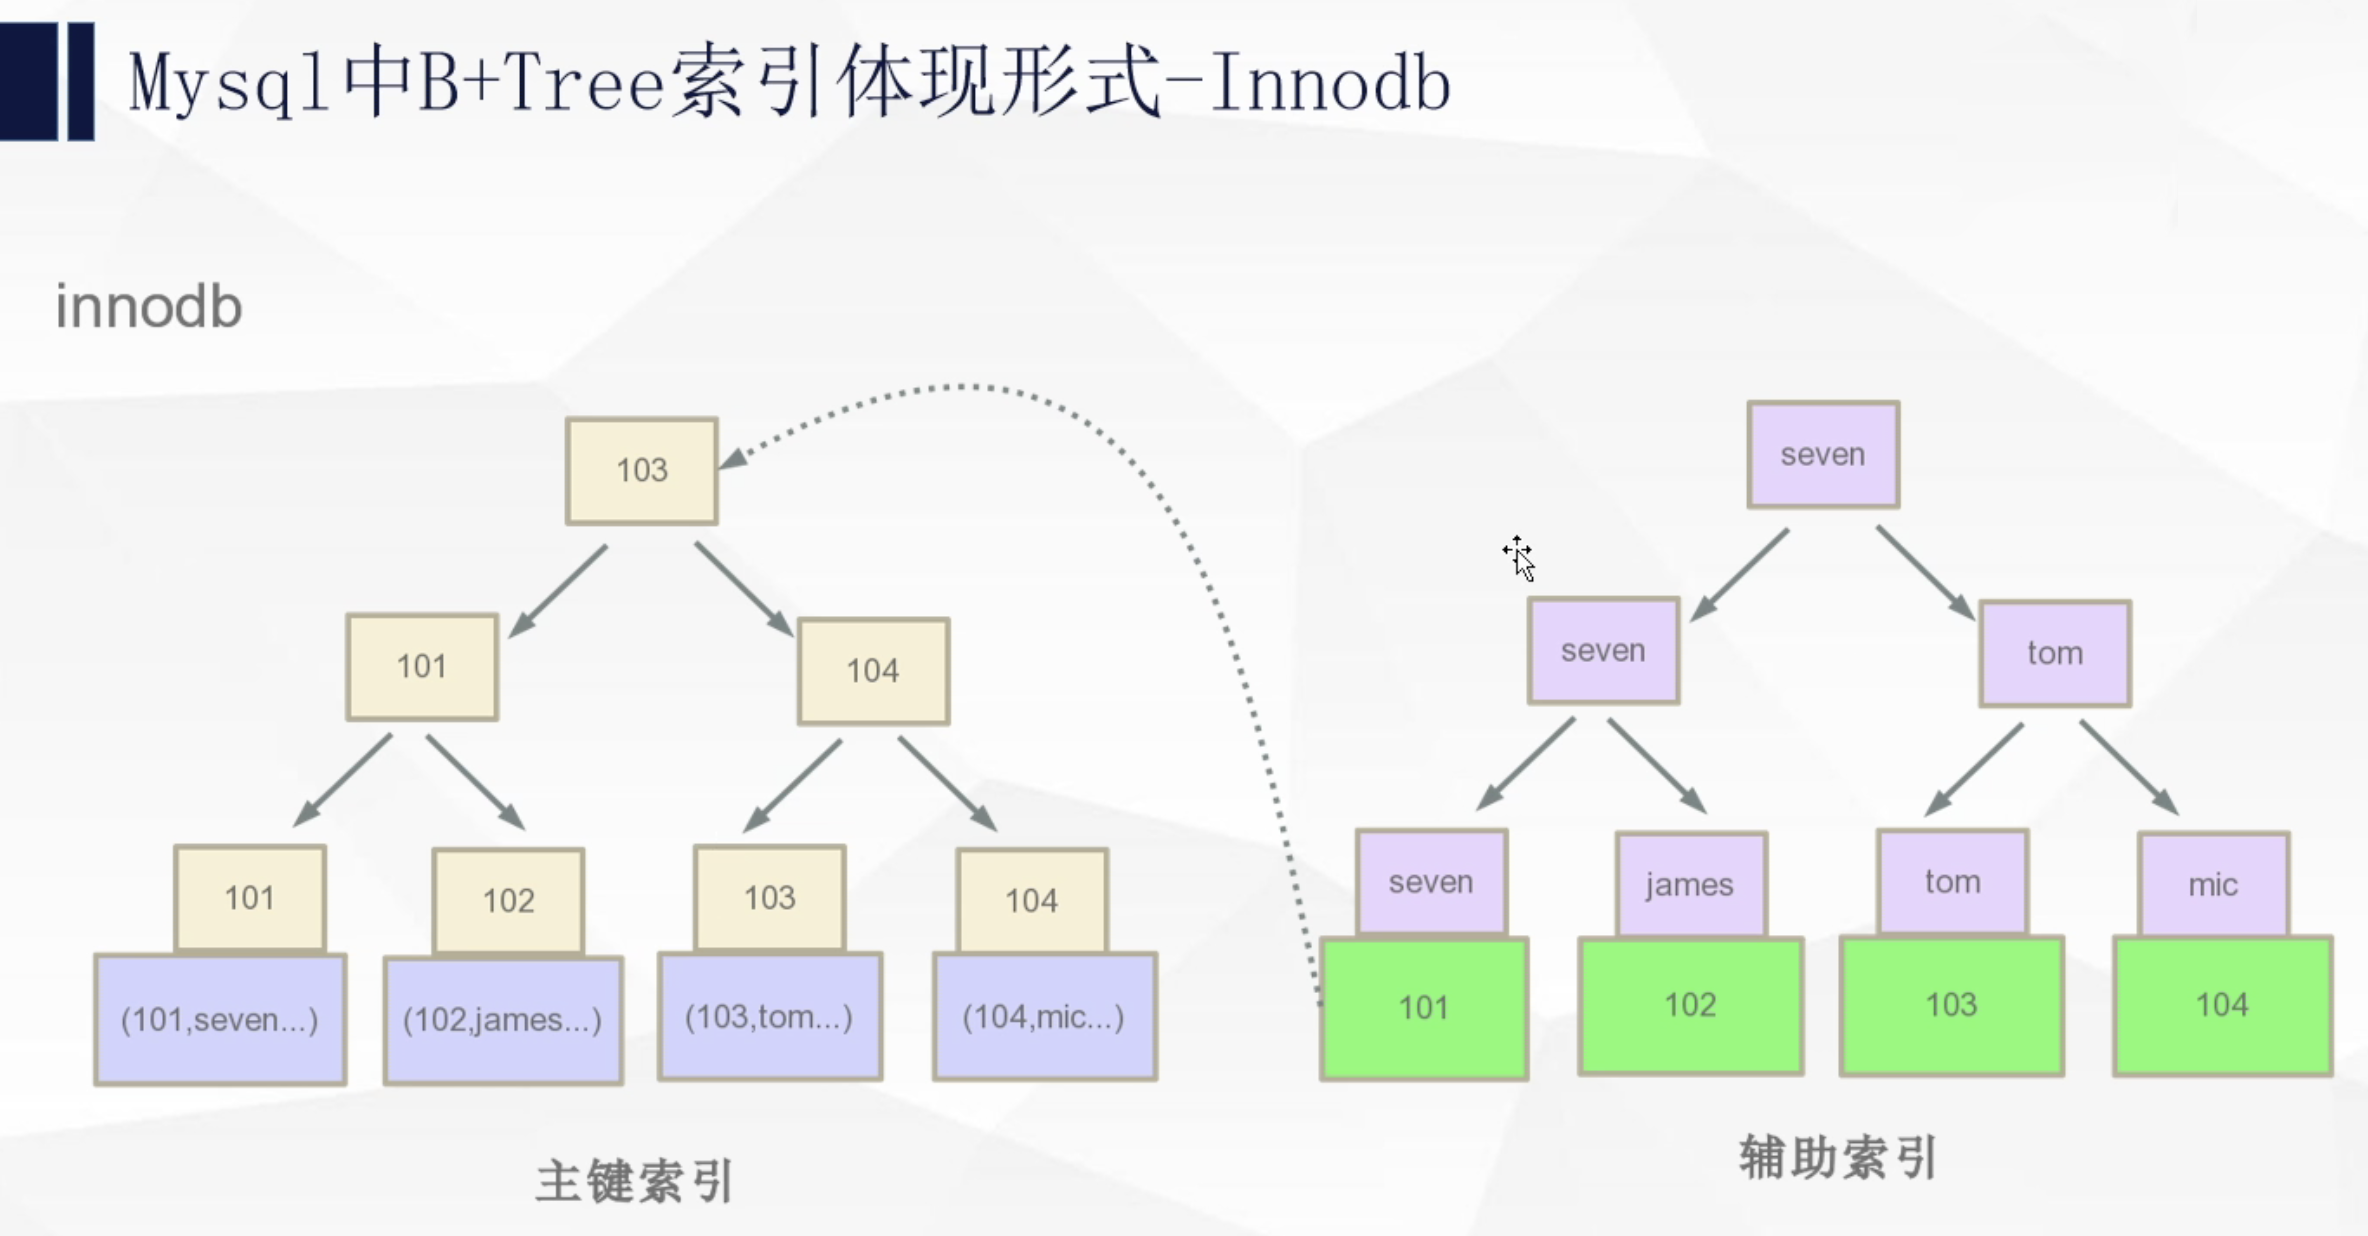 Mysql中B+Tree索引体现形式-Innodb
innodb
103
seven
101
104
seven
tom
101
102
103
104
seven
james
tom
mic
(101,seven...)
(102,james...)
(103,tom...)
(104,mic...)
101
102
103
104
主键索引
辅助索引